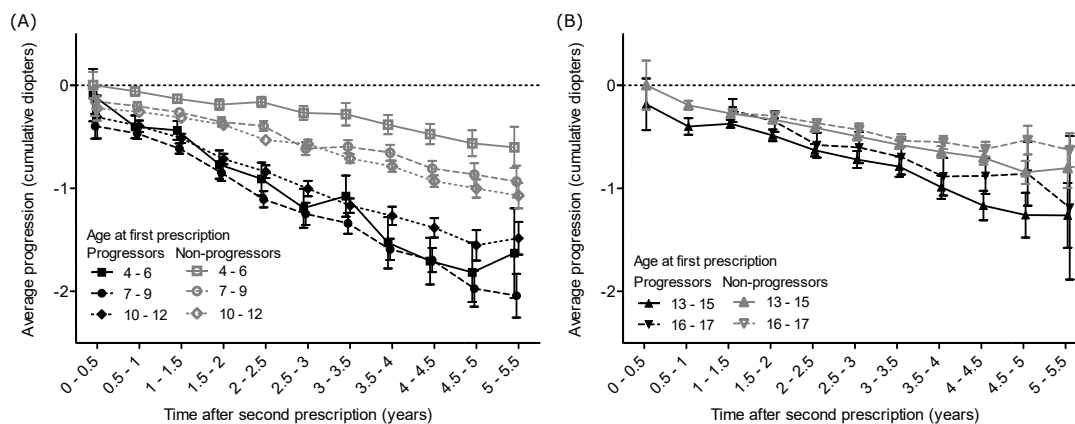 (A)
Average progression (cumulative diopters)
0
-1
-2
Age at first prescription
Progressors Non-progressors
4 - 6 4 - 6
7 - 9 7 - 9
10 - 12 10 - 12
0 - 0.5
0.5 - 1
1 - 1.5
1.5 - 2
2 - 2.5
2.5 - 3
3 - 3.5
3.5 - 4
4 - 4.5
4.5 - 5
5 - 5.5
Time after second prescription (years)
(B)
Average progression (cumulative diopters)
0
-1
-2
Age at first prescription
Progressors Non-progressors
13 - 15 13 - 15
16 - 17 16 - 17
0 - 0.5
0.5 - 1
1 - 1.5
1.5 - 2
2 - 2.5
2.5 - 3
3 - 3.5
3.5 - 4
4 - 4.5
4.5 - 5
5 - 5.5
Time after second prescription (years)